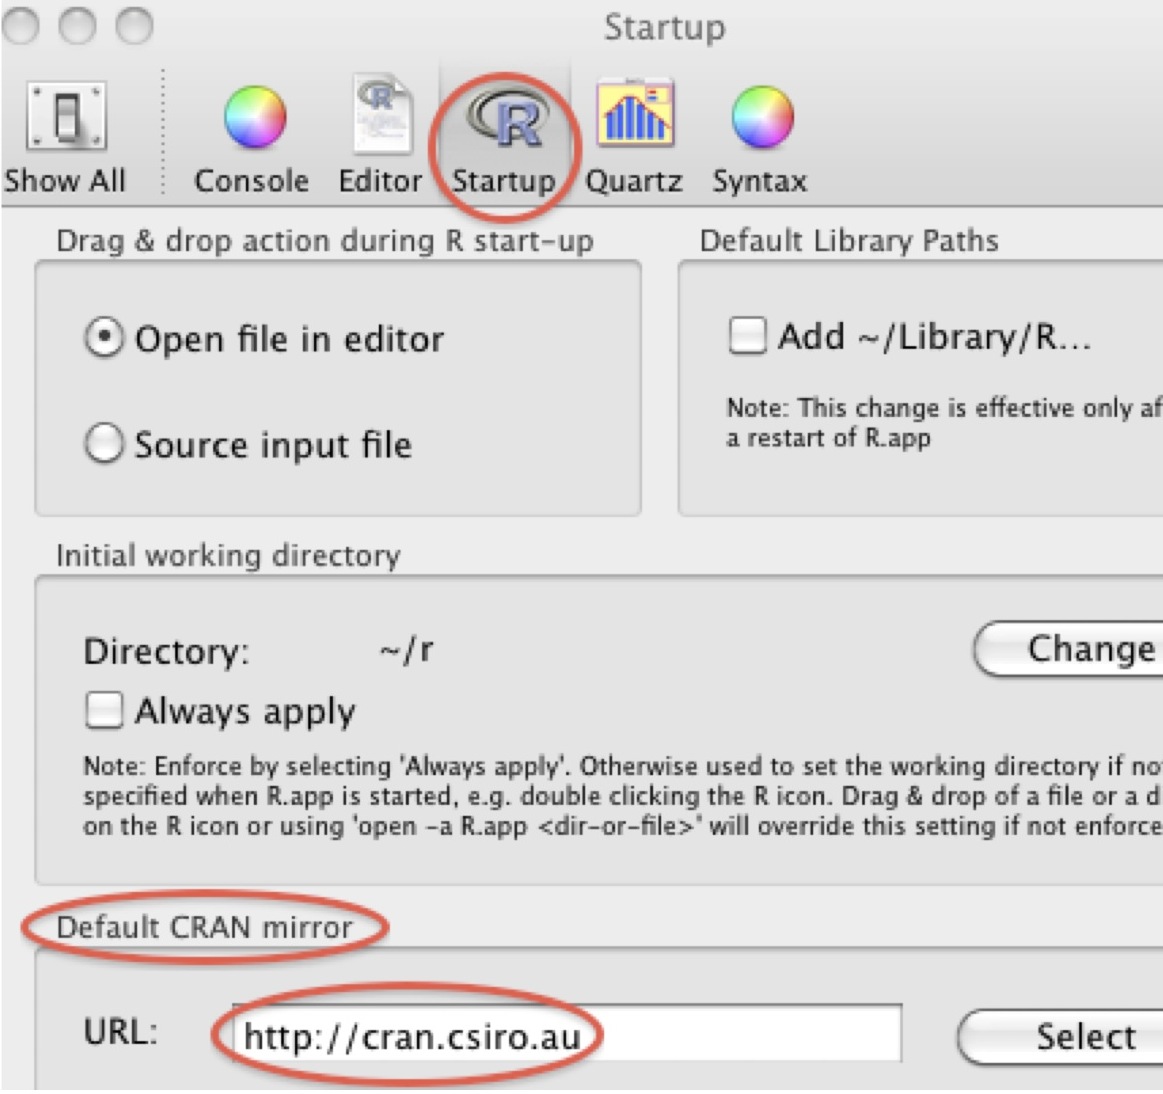 Startup
Show All
Console
Editor
Startup
Quartz
Syntax
Drag & drop action during R start-up
Default Library Paths
Open file in editor
Add ~/Library/R...
Source input file
Note: This change is effective only af
a restart of R.app
Initial working directory
Directory: ~/r
Change
Always apply
Note: Enforce by selecting 'Always apply'. Otherwise used to set the working directory if no
specified when R.app is started, e.g. double clicking the R icon. Drag & drop of a file or a d
on the R icon or using 'open -a R.app <dir-or-file>' will override this setting if not enforce
Default CRAN mirror
URL: http://cran.csiro.au
Select